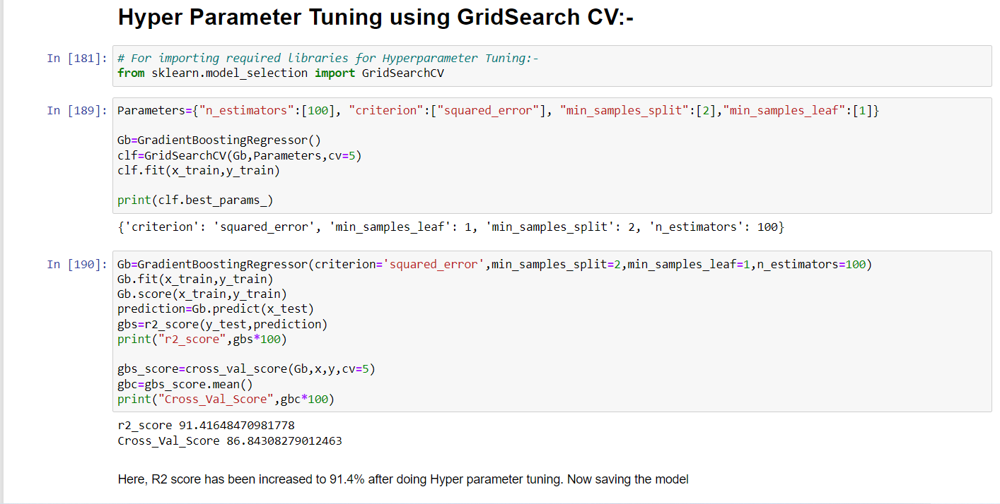 Hyper Parameter Tuning using GridSearch CV:-
In [181]: # For importing required libraries for Hyperparameter Tuning:-
from sklearn.model_selection import GridSearchCV
In [189]: Parameters={"n_estimators":[100], "criterion":["squared_error"], "min_samples_split":[2],"min_samples_leaf":[1]}
Gb=GradientBoostingRegressor()
clf=GridSearchCV(Gb,Parameters,cv=5)
clf.fit(x_train,y_train)
print(clf.best_params_)
{'criterion': 'squared_error', 'min_samples_leaf': 1, 'min_samples_split': 2, 'n_estimators': 100}
In [190]: Gb=GradientBoostingRegressor(criterion='squared_error',min_samples_split=2,min_samples_leaf=1,n_estimators=100)
Gb.fit(x_train,y_train)
Gb.score(x_train,y_train)
prediction=Gb.predict(x_test)
gbs=r2_score(y_test,prediction)
print("r2_score",gbs*100)
gbs_score=cross_val_score(Gb,x,y,cv=5)
gbc=gbs_score.mean()
print("Cross_Val_Score",gbc*100)
r2_score 91.41648470981778
Cross_Val_Score 86.84308279012463
Here, R2 score has been increased to 91.4% after doing Hyper parameter tuning. Now saving the model